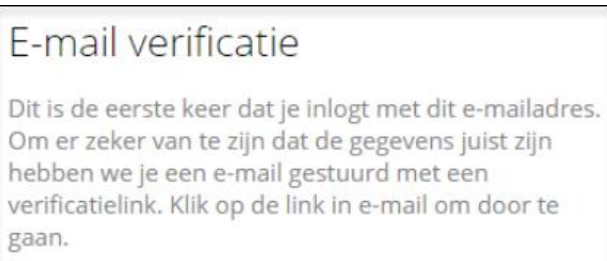 E-mail verificatie
Dit is de eerste keer dat je inlogt met dit e-mailadres.
Om er zeker van te zijn dat de gegevens juist zijn
hebben we je een e-mail gestuurd met een
verificatielink. Klik op de link in e-mail om door te
gaan.